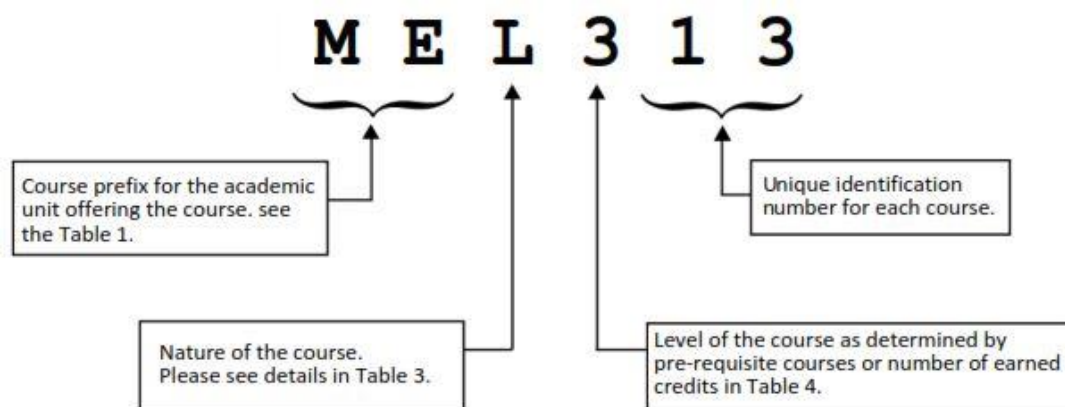 M E L 3 1 3
Course prefix for the academic
unit offering the course. see
the Table 1.
Unique identification
number for each course.
Nature of the course.
Please see details in Table 3.
Level of the course as determined by
pre-requisite courses or number of earned
credits in Table 4.